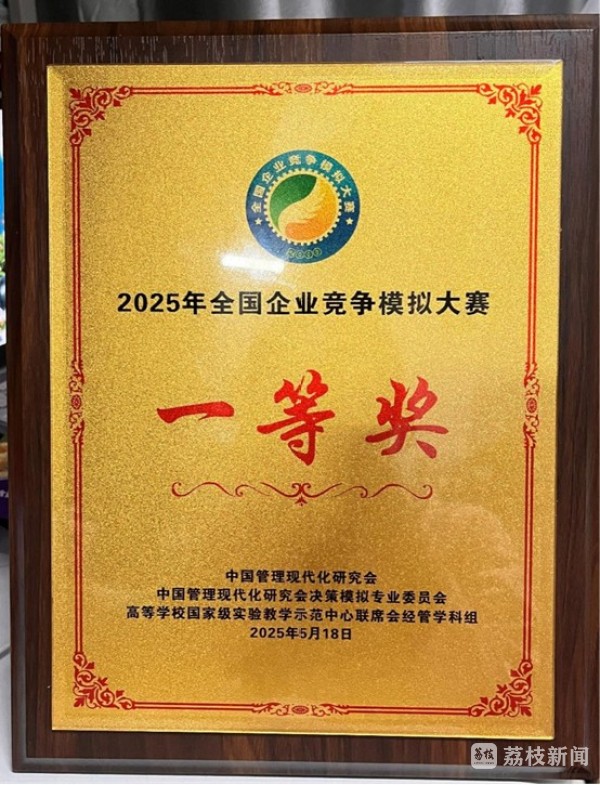 全国企业竞争模拟大赛
2025年全国企业竞争模拟大赛
一等奖
中国管理现代化研究会
中国管理现代化研究会决策模拟专业委员会
高等学校国家级实验教学示范中心联席会经管学科组
2025年5月18日
荔枝 荔枝新闻